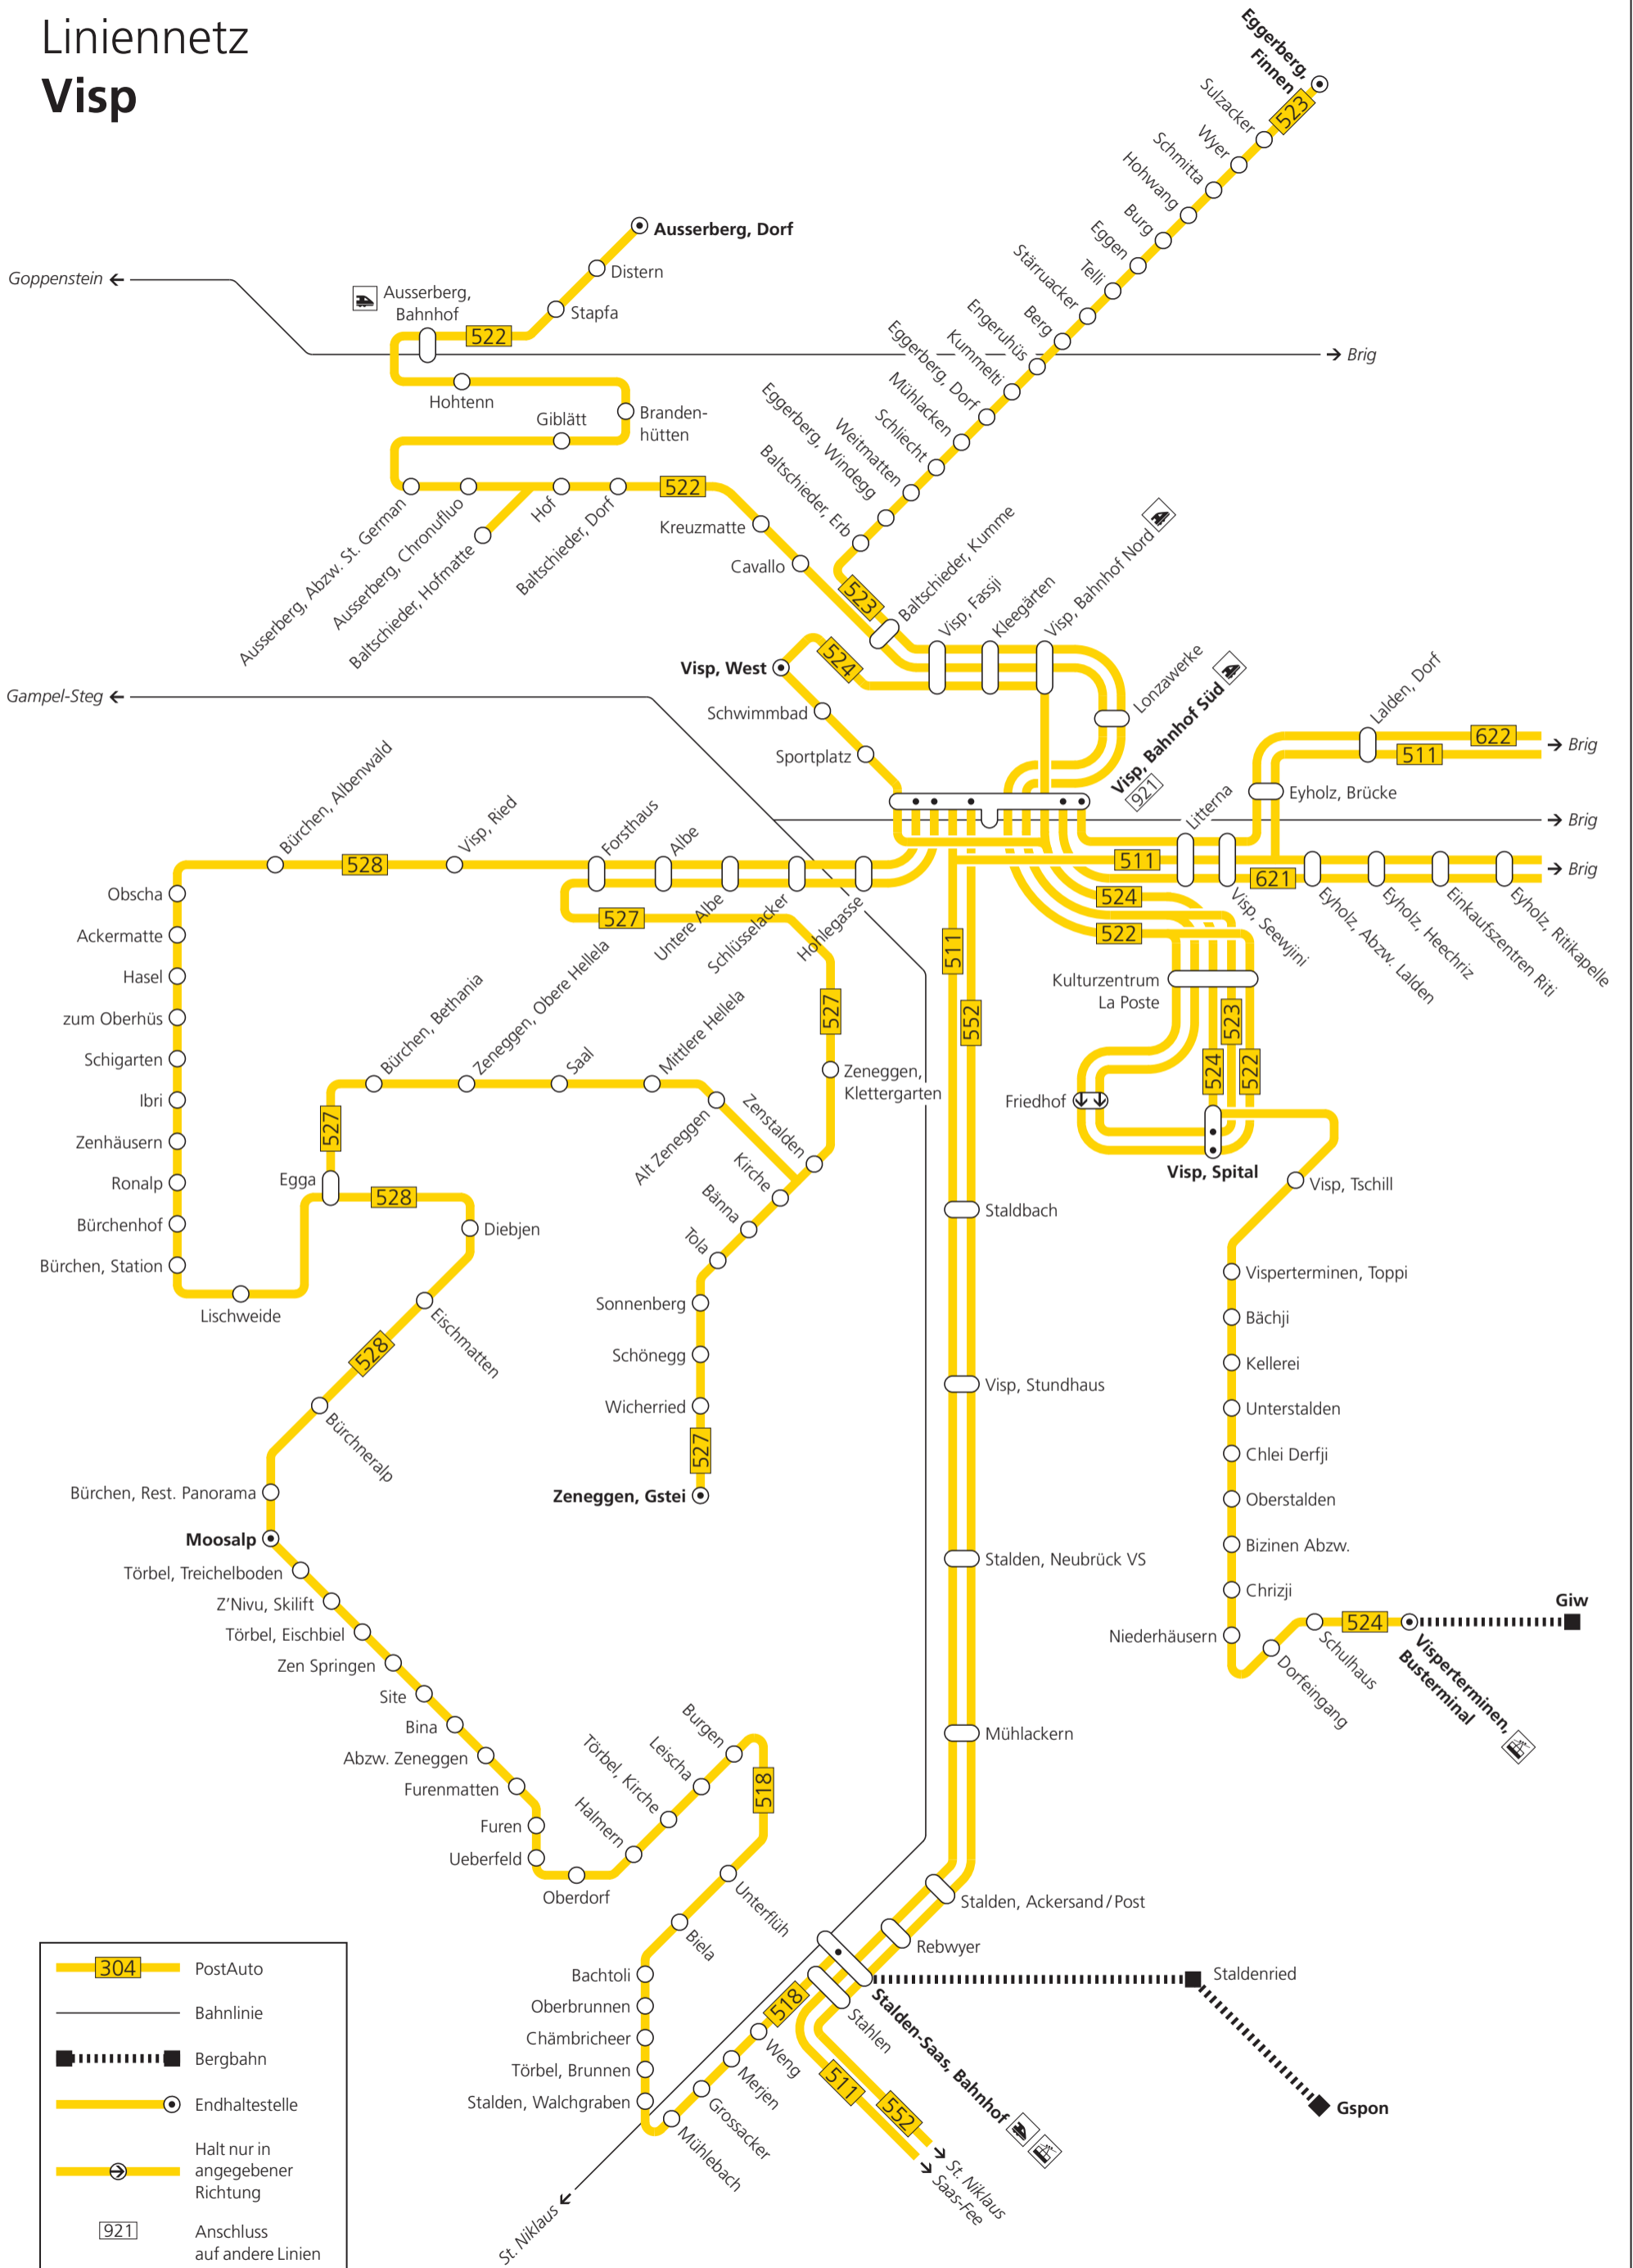 Liniennetz
Visp
Eggerberg,
Finnen
523
Sulzacker
Wyer
Schmitta
Hohwang
Burg
Eggen
Telli
Stärruacker
Berg
Engeruhüs
Kummelti
Eggerberg, Dorf
Mühlacken
Schliecht
Weitmatten
Eggerberg, Windegg
Baltschieder, Erb
523
Ausserberg, Dorf
Distern
Stapfa
Goppenstein
Ausserberg,
Bahnhof
522
Brig
Hohtenn
Branden-
hütten
Giblätt
Ausserberg, Abzw. St. German
Ausserberg, Chronufluo
Baltschieder, Hofmatte
Hof
Baltschieder, Dorf
522
Kreuzmatte
Cavallo
Baltschieder, Kumme
Visp, Fassji
Kleegärten
Visp, Bahnhof Nord
Lonzawerke
Visp, Bahnhof Süd
921
Visp, West
524
Schwimmbad
Sportplatz
Gampel-Steg
Lalden, Dorf
622
511
Brig
Eyholz, Brücke
Brig
Litterna
511
621
Brig
Visp, Seewjini
Eyholz, Abzw. Lalden
Eyholz, Heechriz
Einkaufszentren Riti
Eyholz, Ritikapelle
524
522
Kulturzentrum
La Poste
523
524
522
Friedhof
Visp, Spital
Visp, Tschill
Visperterminen, Toppi
Bächji
Kellerei
Unterstalden
Chlei Derfji
Oberstalden
Bizinen Abzw.
Chrizji
Niederhäusern
Dorfeingang
Schulhaus
524
Visperterminen,
Busterminal
Giw
Bürchen, Albenwald
528
Visp, Ried
Forsthaus
Albe
Untere Albe
Schlüsselacker
Hohlegasse
527
527
Obscha
Ackermatte
Hasel
zum Oberhüs
Schigarten
Ibri
Zenhäusern
Ronalp
Bürchenhof
Bürchen, Station
Lischweide
Egga
527
Bürchen, Bethania
Zeneggen, Obere Hellela
Saal
Mittlere Hellela
Alt Zeneggen
Zeneggen,
Klettergarten
Zenstalden
Kirche
Bänna
Tola
Sonnenberg
Schönegg
Wicherried
527
Zeneggen, Gstei
528
Diebjen
Eischmatten
528
Bürchneralp
Bürchen, Rest. Panorama
Moosalp
Törbel, Treichelboden
Z'Nivu, Skilift
Törbel, Eischbiel
Zen Springen
Site
Bina
Abzw. Zeneggen
Furenmatten
Furen
Ueberfeld
Oberdorf
Halmern
Törbel, Kirche
Leischa
Burgen
518
Unterflüh
Biela
Bachtoli
Oberbrunnen
Chämbricheer
Törbel, Brunnen
Stalden, Walchgraben
Mühlebach
Grossacker
Merjen
Weng
518
511
552
Staldbach
Visp, Stundhaus
Stalden, Neubrück VS
Mühlackern
Stalden, Ackersand/Post
Rebwyer
Stalden-Saas, Bahnhof
Stahlen
511
552
St. Niklaus
Saas-Fee
St. Niklaus
Staldenried
Gspon
304
PostAuto
Bahnlinie
Bergbahn
Endhaltestelle
Halt nur in
angegebener
Richtung
921
Anschluss
auf andere Linien